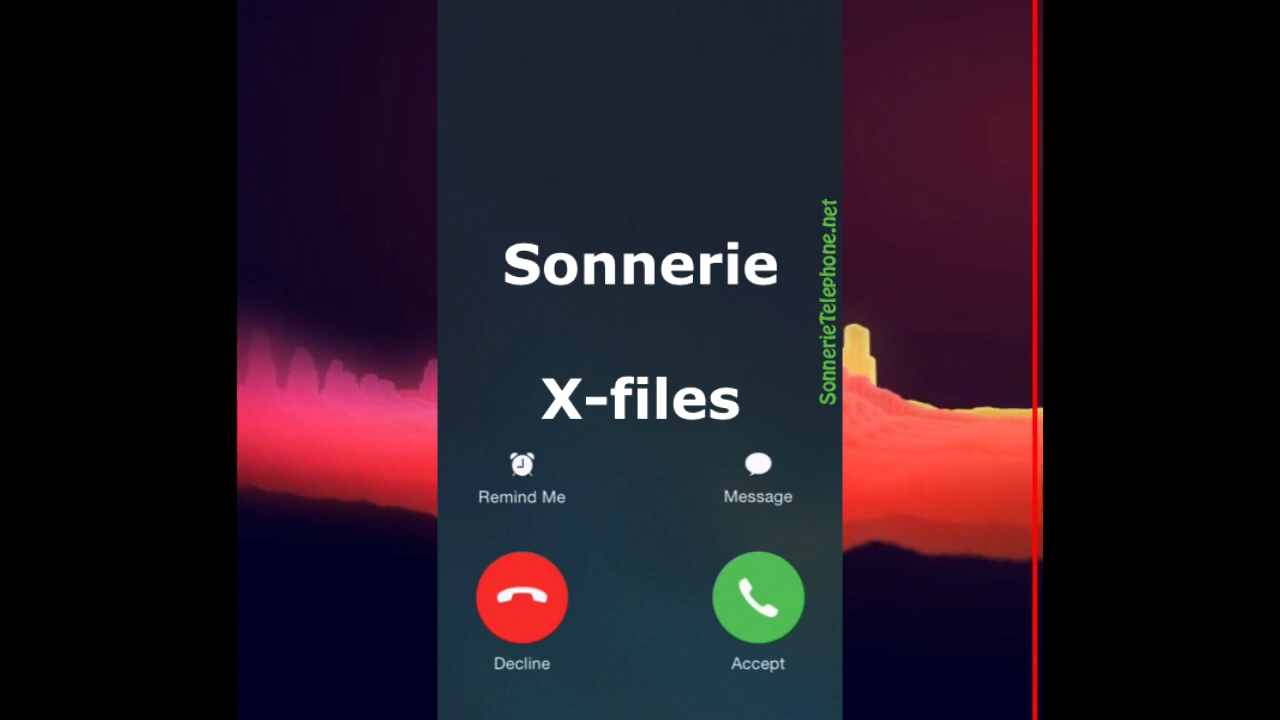 Sonnerie
X-files
SonnerieTelephone.net
Remind Me
Message
Decline
Accept